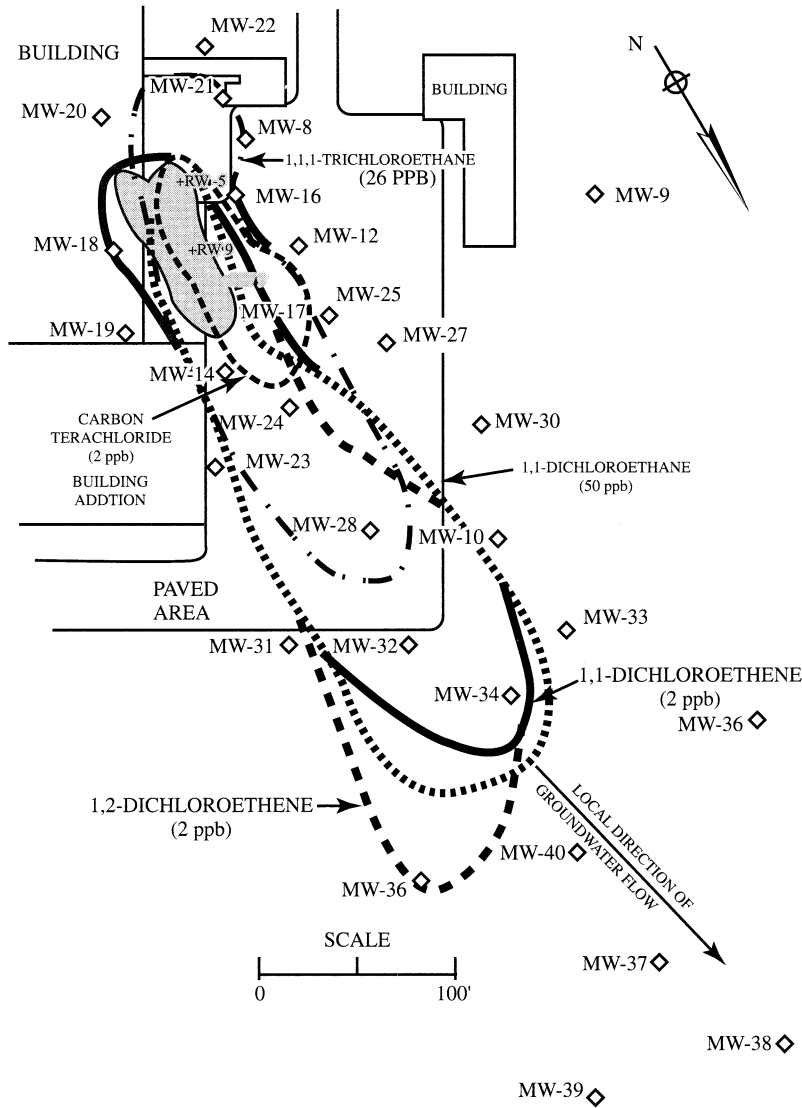 MW-22
BUILDING
MW-21
MW-20
BUILDING
MW-8
N
1,1,1-TRICHLOROETHANE
(26 PPB)
+RW-5
MW-16
MW-9
MW-18
+RW-9
MW-12
MW-25
MW-17
MW-19
MW-27
MW-14
CARBON
TERACHLORIDE
(2 ppb)
MW-24
MW-30
BUILDING
ADDTION
MW-23
1,1-DICHLOROETHANE
(50 ppb)
MW-28
MW-10
PAVED
AREA
MW-33
MW-31
MW-32
1,1-DICHLOROETHENE
(2 ppb)
MW-34
MW-36
1,2-DICHLOROETHENE
(2 ppb)
LOCAL DIRECTION OF
GROUNDWATER FLOW
MW-40
MW-36
SCALE
0 100'
MW-37
MW-38
MW-39